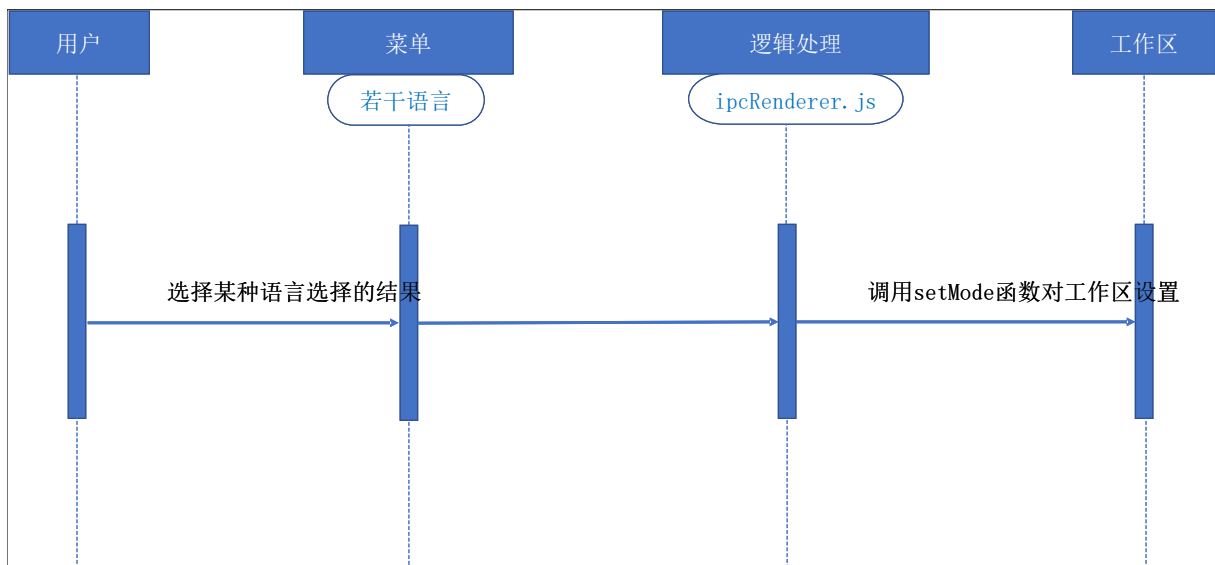 用户
菜单
逻辑处理
工作区
若干语言
ipcRenderer.js
选择某种语言选择的结果
调用setMode函数对工作区设置